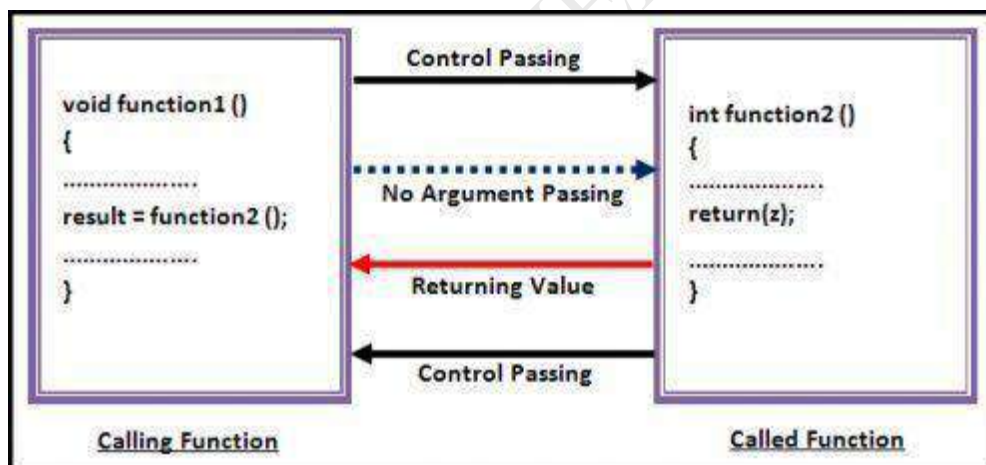 Control Passing
void function1 ()
{
....................
result = function2 ();
....................
}
No Argument Passing
Returning Value
Control Passing
int function2 ()
{
....................
return(z);
....................
}
Calling Function
Called Function